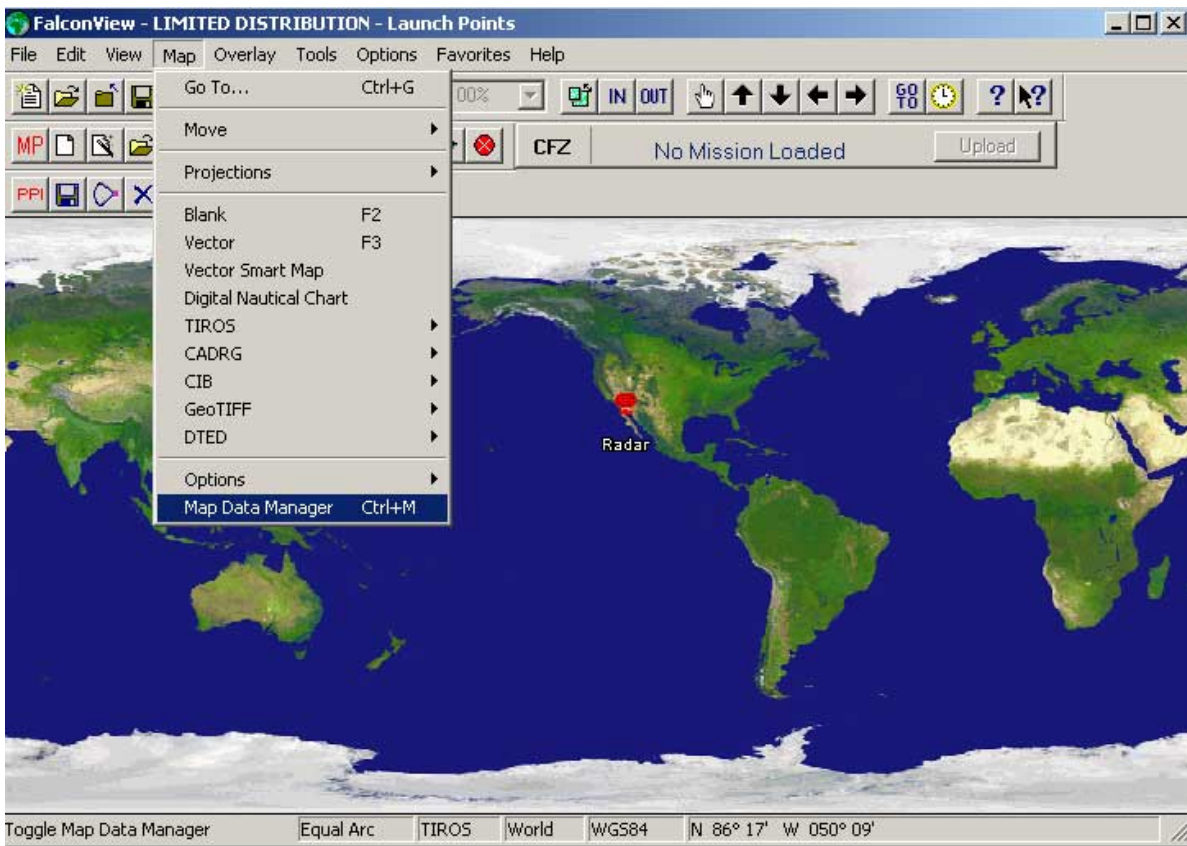 FalconView - LIMITED DISTRIBUTION - Launch Points
File Edit View Map Overlay Tools Options Favorites Help
00% IN OUT GO TO ? ?
MP CFZ No Mission Loaded Upload
PPI
Go To... Ctrl+G
Move
Projections
Blank F2
Vector F3
Vector Smart Map
Digital Nautical Chart
TIROS
CADRG
CIB
GeoTIFF
DTED
Options
Map Data Manager Ctrl+M
Radar
Toggle Map Data Manager Equal Arc TIROS World WGS84 N 86° 17' W 050° 09'